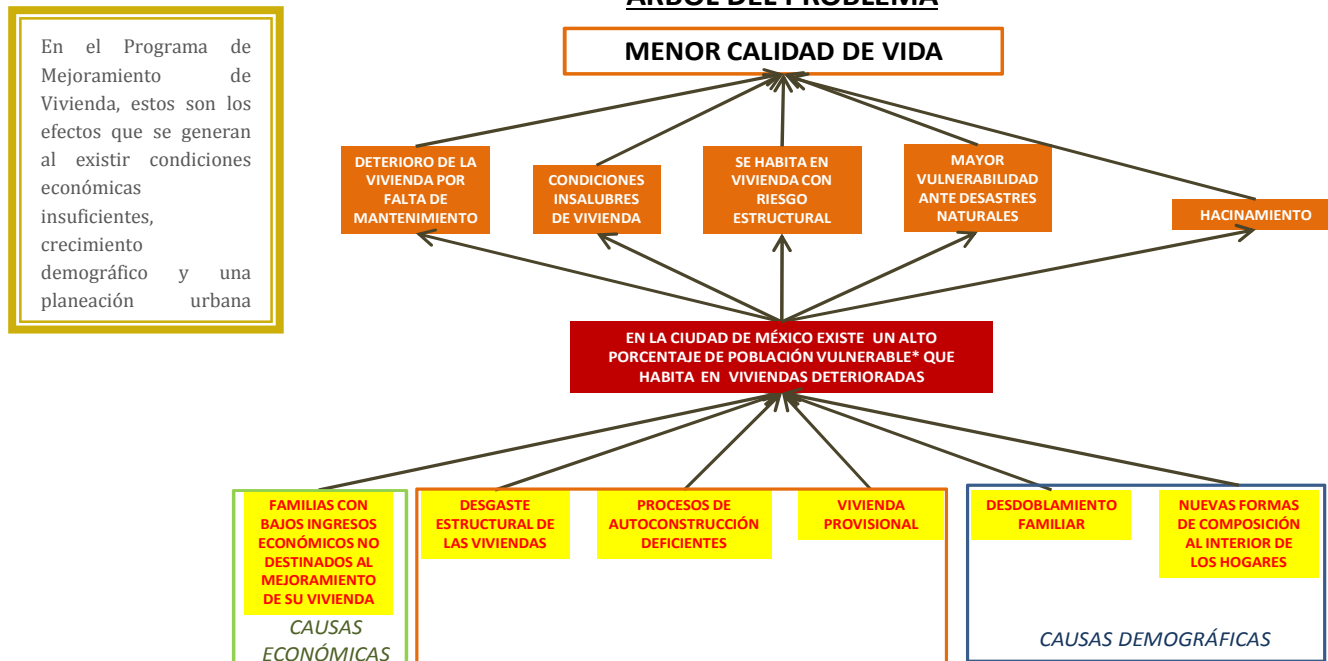 ÁRBOL DEL PROBLEMA
En el Programa de
Mejoramiento de
Vivienda, estos son los
efectos que se generan
al existir condiciones
económicas
insuficientes,
crecimiento
demográfico y una
planeación urbana
MENOR CALIDAD DE VIDA
DETERIORO DE LA
VIVIENDA POR
FALTA DE
MANTENIMIENTO
CONDICIONES
INSALUBRES
DE VIVIENDA
SE HABITA EN
VIVIENDA CON
RIESGO
ESTRUCTURAL
MAYOR
VULNERABILIDAD
ANTE DESASTRES
NATURALES
HACINAMIENTO
EN LA CIUDAD DE MÉXICO EXISTE UN ALTO
PORCENTAJE DE POBLACIÓN VULNERABLE* QUE
HABITA EN VIVIENDAS DETERIORADAS
FAMILIAS CON
BAJOS INGRESOS
ECONÓMICOS NO
DESTINADOS AL
MEJORAMIENTO
DE SU VIVIENDA
CAUSAS
ECONÓMICAS
DESGASTE
ESTRUCTURAL DE
LAS VIVIENDAS
PROCESOS DE
AUTOCONSTRUCCIÓN
DEFICIENTES
VIVIENDA
PROVISIONAL
DESDOBLAMIENTO
FAMILIAR
NUEVAS FORMAS
DE COMPOSICIÓN
AL INTERIOR DE
LOS HOGARES
CAUSAS DEMOGRÁFICAS